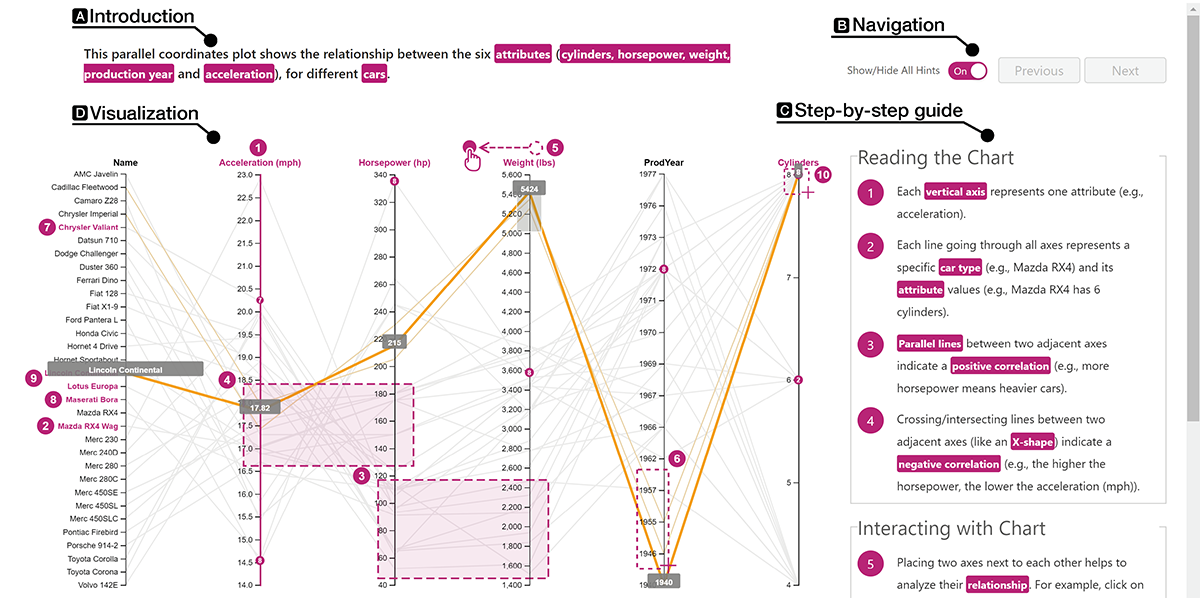 A Introduction
This parallel coordinates plot shows the relationship between the six attributes (cylinders, horsepower, weight,
production year and acceleration), for different cars.
B Navigation
Show/Hide All Hints On Previous Next
C Step-by-step guide
D Visualization
1
5
Name Acceleration (mph) Horsepower (hp) Weight (lbs) ProdYear Cylinders
10
AMC Javelin
Cadillac Fleetwood
Camaro Z28
Chrysler Imperial
7 Chrysler Valiant
Datsun 710
Dodge Challenger
Duster 360
Ferrari Dino
Fiat 128
Fiat X1-9
Ford Pantera L
Honda Civic
Hornet 4 Drive
Hornet Sportabout
Lincoln Continental
9
Lotus Europa
8 Maserati Bora
Mazda RX4
2 Mazda RX4 Wag
Merc 230
Merc 240D
Merc 280
Merc 280C
Merc 450SE
Merc 450SL
Merc 450SLC
Pontiac Firebird
Porsche 914-2
Toyota Corolla
Toyota Corona
Volvo 142E
23.0
22.5
22.0
21.5
21.0
20.5
7
20.0
19.5
19.0
4 18.5
17.82
17.5
17.0
16.5
16.0
15.5
15.0
8
14.5
14.0
340
8
320
300
280
260
240
215
200
180
160
140
3 120
100
80
60
40
5,600
5424
5,200
5,000
4,800
4,600
4,400
4,200
4,000
3,800
3,600
8
3,400
3,200
3,000
2,800
2,600
2,400
2,200
2,000
1,800
1,600
1,400
1977
1976
1973
1972
8
1971
1970
1969
1967
1963
1962
6
1957
1955
1946
1940
8
8
7
6
2
5
4
Reading the Chart
1 Each vertical axis represents one attribute (e.g.,
acceleration).
2 Each line going through all axes represents a
specific car type (e.g., Mazda RX4) and its
attribute values (e.g., Mazda RX4 has 6
cylinders).
3 Parallel lines between two adjacent axes
indicate a positive correlation (e.g., more
horsepower means heavier cars).
4 Crossing/intersecting lines between two
adjacent axes (like an X-shape) indicate a
negative correlation (e.g., the higher the
horsepower, the lower the acceleration (mph)).
Interacting with Chart
5 Placing two axes next to each other helps to
analyze their relationship. For example, click on